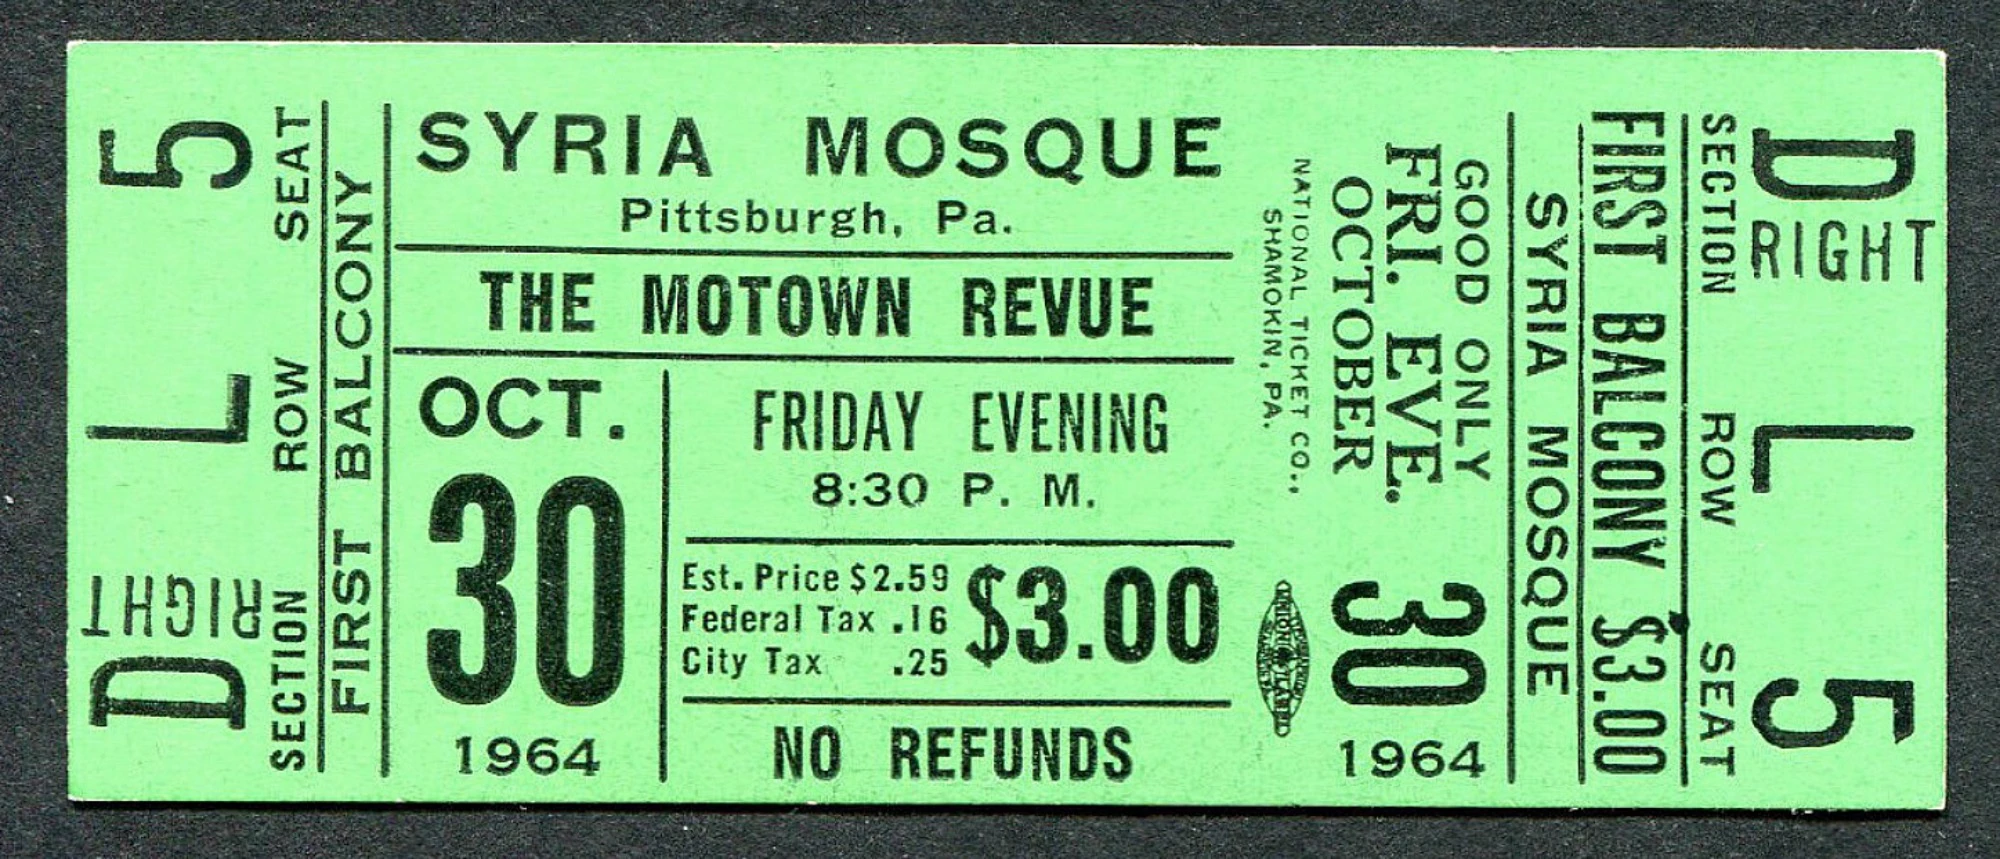 5 L D RIGHT
SEAT ROW SECTION
FIRST BALCONY
SYRIA MOSQUE
Pittsburgh, Pa.
THE MOTOWN REVUE
OCT.
30
1964
FRIDAY EVENING
8:30 P. M.
Est. Price $2.59
Federal Tax .16
City Tax .25
$3.00
NO REFUNDS
NATIONAL TICKET CO.,
SHAMOKIN, PA.
GOOD ONLY
FRI. EVE.
OCTOBER
30
1964
SYRIA MOSQUE
FIRST BALCONY $3.00
SECTION ROW SEAT
D RIGHT L 5